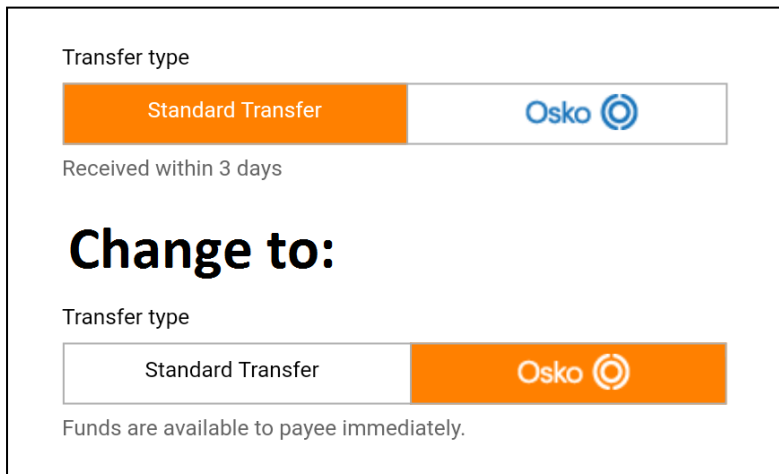 Transfer type
Standard Transfer Osko
Received within 3 days
Change to:
Transfer type
Standard Transfer Osko
Funds are available to payee immediately.